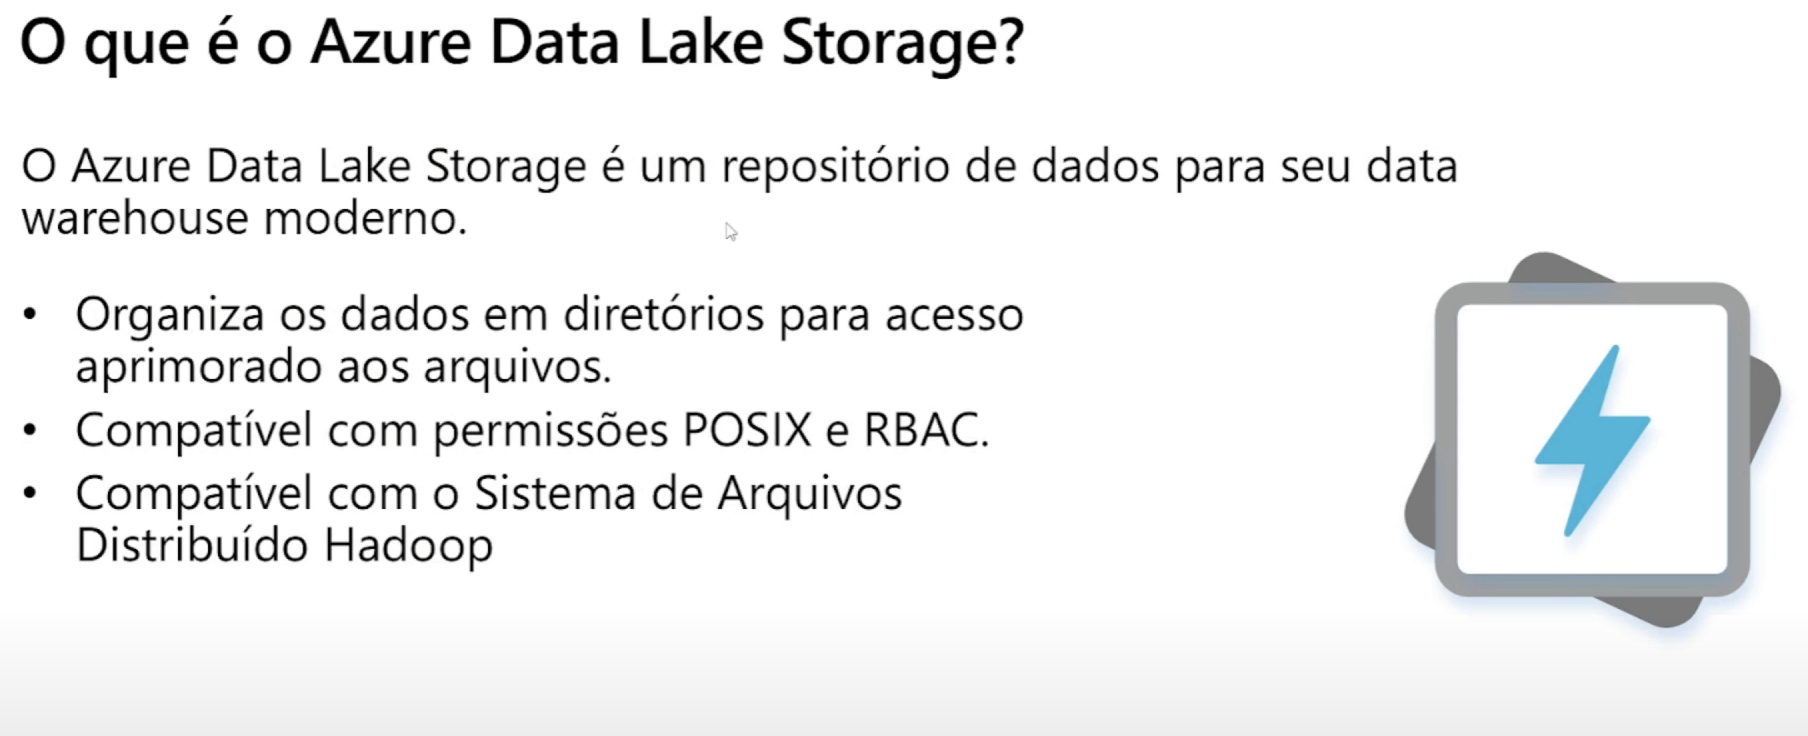 O que é o Azure Data Lake Storage?
O Azure Data Lake Storage é um repositório de dados para seu data
warehouse moderno.
• Organiza os dados em diretórios para acesso
aprimorado aos arquivos.
• Compatível com permissões POSIX e RBAC.
• Compatível com o Sistema de Arquivos
Distribuído Hadoop